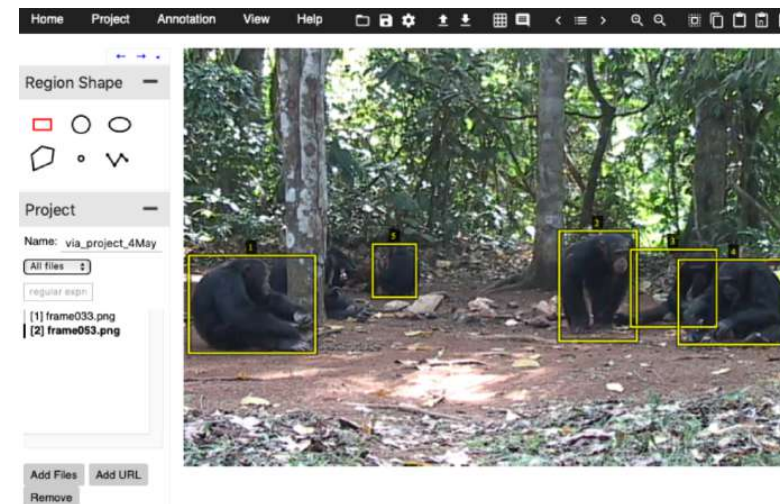 Home Project Annotation View Help
Region Shape
Project
Name: via_project_4May
All files
regular expn
[1] frame033.png
[2] frame053.png
Add Files Add URL
Remove
1
5
2
3
4